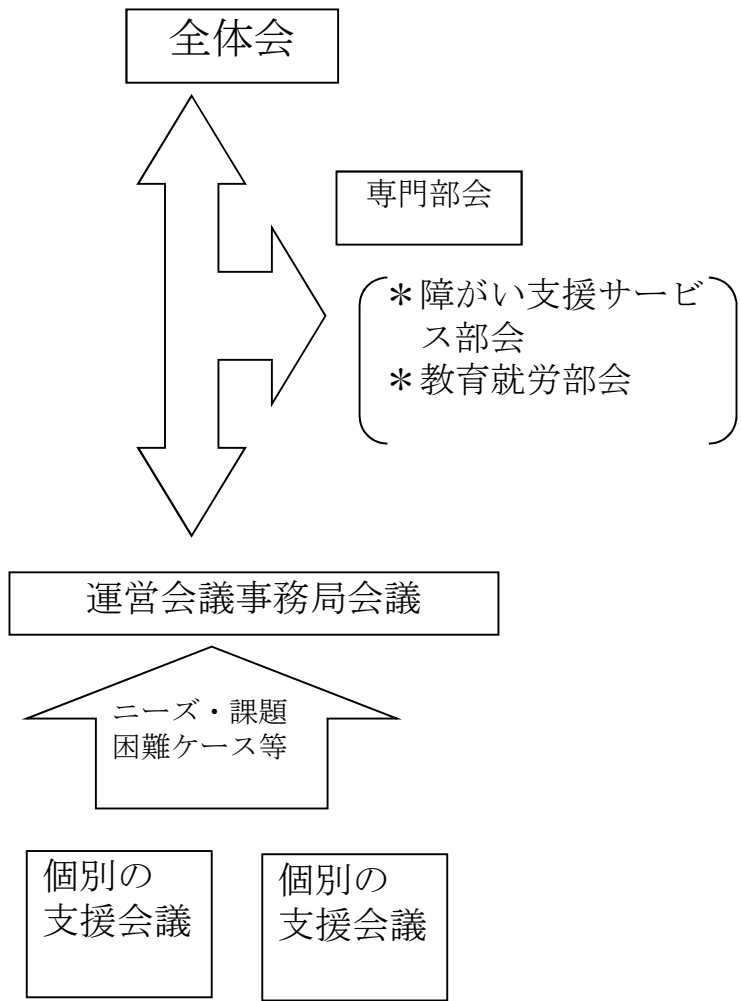 全体会
専門部会
＊障がい支援サービ
ス部会
＊教育就労部会
運営会議事務局会議
ニーズ・課題
困難ケース等
個別の
支援会議
個別の
支援会議